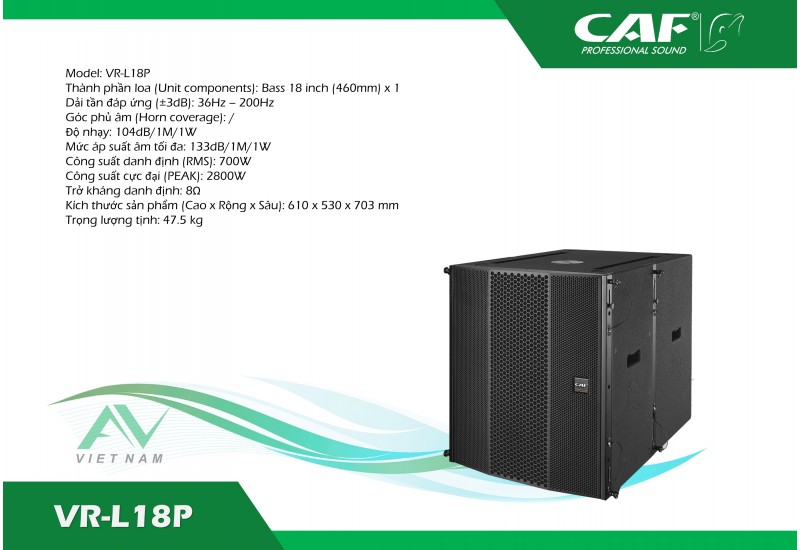 CAF®
PROFESSIONAL SOUND
Model: VR-L18P
Thành phần loa (Unit components): Bass 18 inch (460mm) x 1
Dải tần đáp ứng (±3dB): 36Hz – 200Hz
Góc phủ âm (Horn coverage): /
Độ nhạy: 104dB/1M/1W
Mức áp suất âm tối đa: 133dB/1M/1W
Công suất danh định (RMS): 700W
Công suất cực đại (PEAK): 2800W
Trở kháng danh định: 8Ω
Kích thước sản phẩm (Cao x Rộng x Sâu): 610 x 530 x 703 mm
Trọng lượng tịnh: 47.5 kg
CAF
AV
VIET NAM
VR-L18P